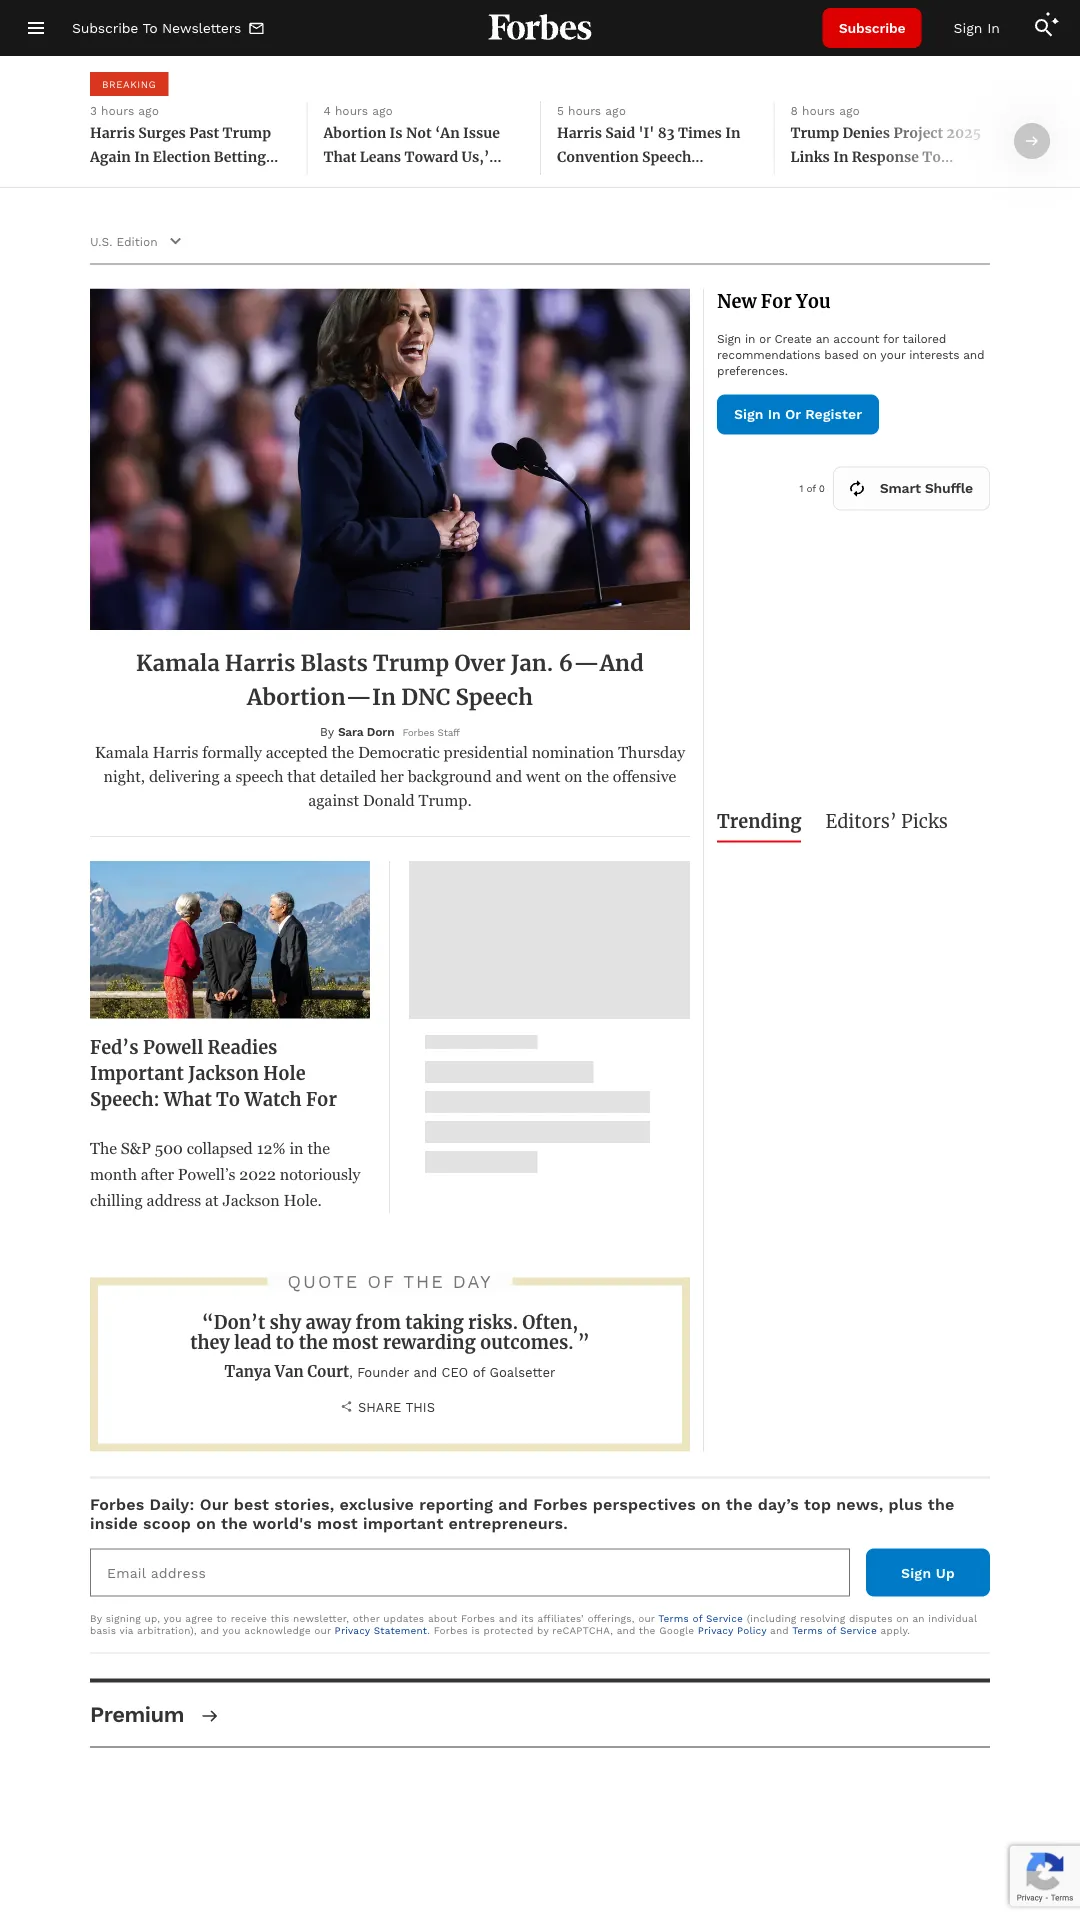 Subscribe To Newsletters
Forbes
Subscribe
Sign In
BREAKING
3 hours ago
Harris Surges Past Trump
Again In Election Betting...
4 hours ago
Abortion Is Not ‘An Issue
That Leans Toward Us,’...
5 hours ago
Harris Said 'I' 83 Times In
Convention Speech...
8 hours ago
Trump Denies Project 2025
Links In Response To...
U.S. Edition
Kamala Harris Blasts Trump Over Jan. 6—And
Abortion—In DNC Speech
By Sara Dorn Forbes Staff
Kamala Harris formally accepted the Democratic presidential nomination Thursday
night, delivering a speech that detailed her background and went on the offensive
against Donald Trump.
New For You
Sign in or Create an account for tailored
recommendations based on your interests and
preferences.
Sign In Or Register
1 of 0
Smart Shuffle
Trending
Editors’ Picks
Fed’s Powell Readies
Important Jackson Hole
Speech: What To Watch For
The S&P 500 collapsed 12% in the
month after Powell’s 2022 notoriously
chilling address at Jackson Hole.
QUOTE OF THE DAY
“Don’t shy away from taking risks. Often,
they lead to the most rewarding outcomes.”
Tanya Van Court, Founder and CEO of Goalsetter
SHARE THIS
Forbes Daily: Our best stories, exclusive reporting and Forbes perspectives on the day’s top news, plus the
inside scoop on the world's most important entrepreneurs.
Email address
Sign Up
By signing up, you agree to receive this newsletter, other updates about Forbes and its affiliates’ offerings, our Terms of Service (including resolving disputes on an individual
basis via arbitration), and you acknowledge our Privacy Statement. Forbes is protected by reCAPTCHA, and the Google Privacy Policy and Terms of Service apply.
Premium
Privacy - Terms